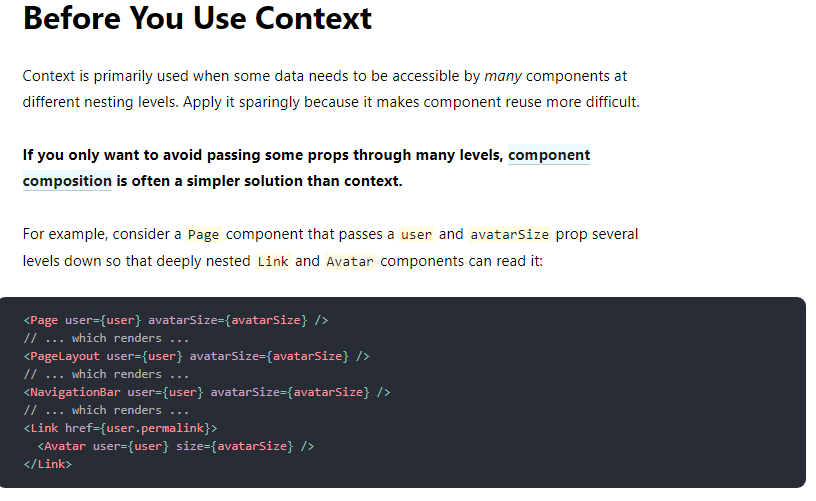 Before You Use Context
Context is primarily used when some data needs to be accessible by many components at
different nesting levels. Apply it sparingly because it makes component reuse more difficult.
If you only want to avoid passing some props through many levels, component
composition is often a simpler solution than context.
For example, consider a Page component that passes a user and avatarSize prop several
levels down so that deeply nested Link and Avatar components can read it:
<Page user={user} avatarSize={avatarSize} />
// ... which renders ...
<PageLayout user={user} avatarSize={avatarSize} />
// ... which renders ...
<NavigationBar user={user} avatarSize={avatarSize} />
// ... which renders ...
<Link href={user.permalink}>
  <Avatar user={user} size={avatarSize} />
</Link>